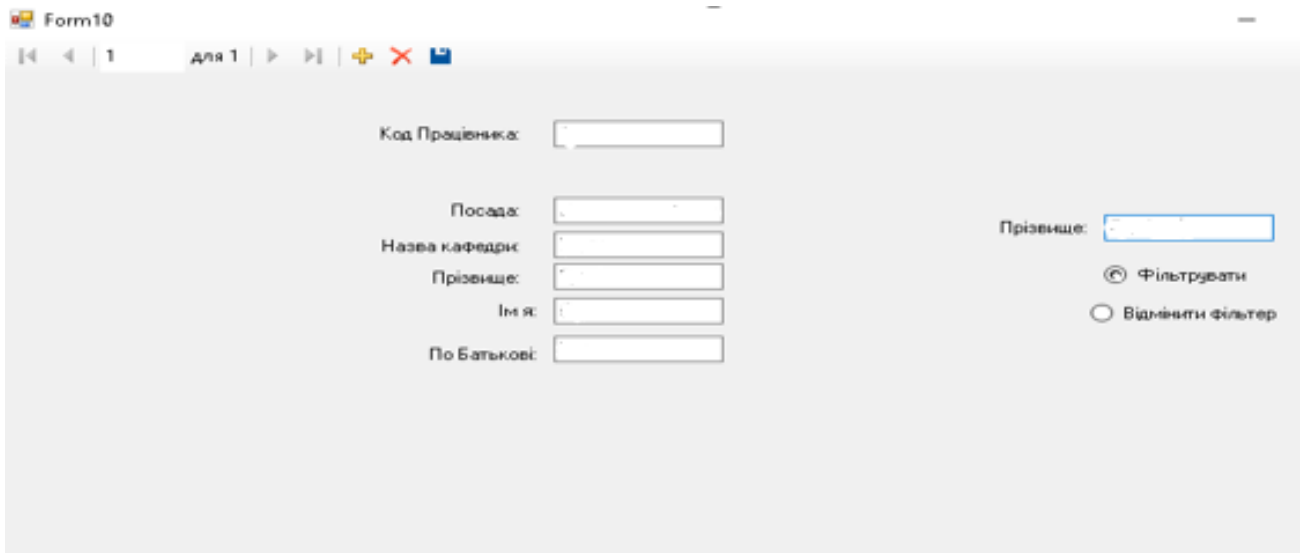 Form10
1 для 1
Код Працівника:
Посада:
Назва кафедри:
Прізвище:
Ім я:
По Батькові:
Прізвище:
Фільтрувати
Відмінити фільтер